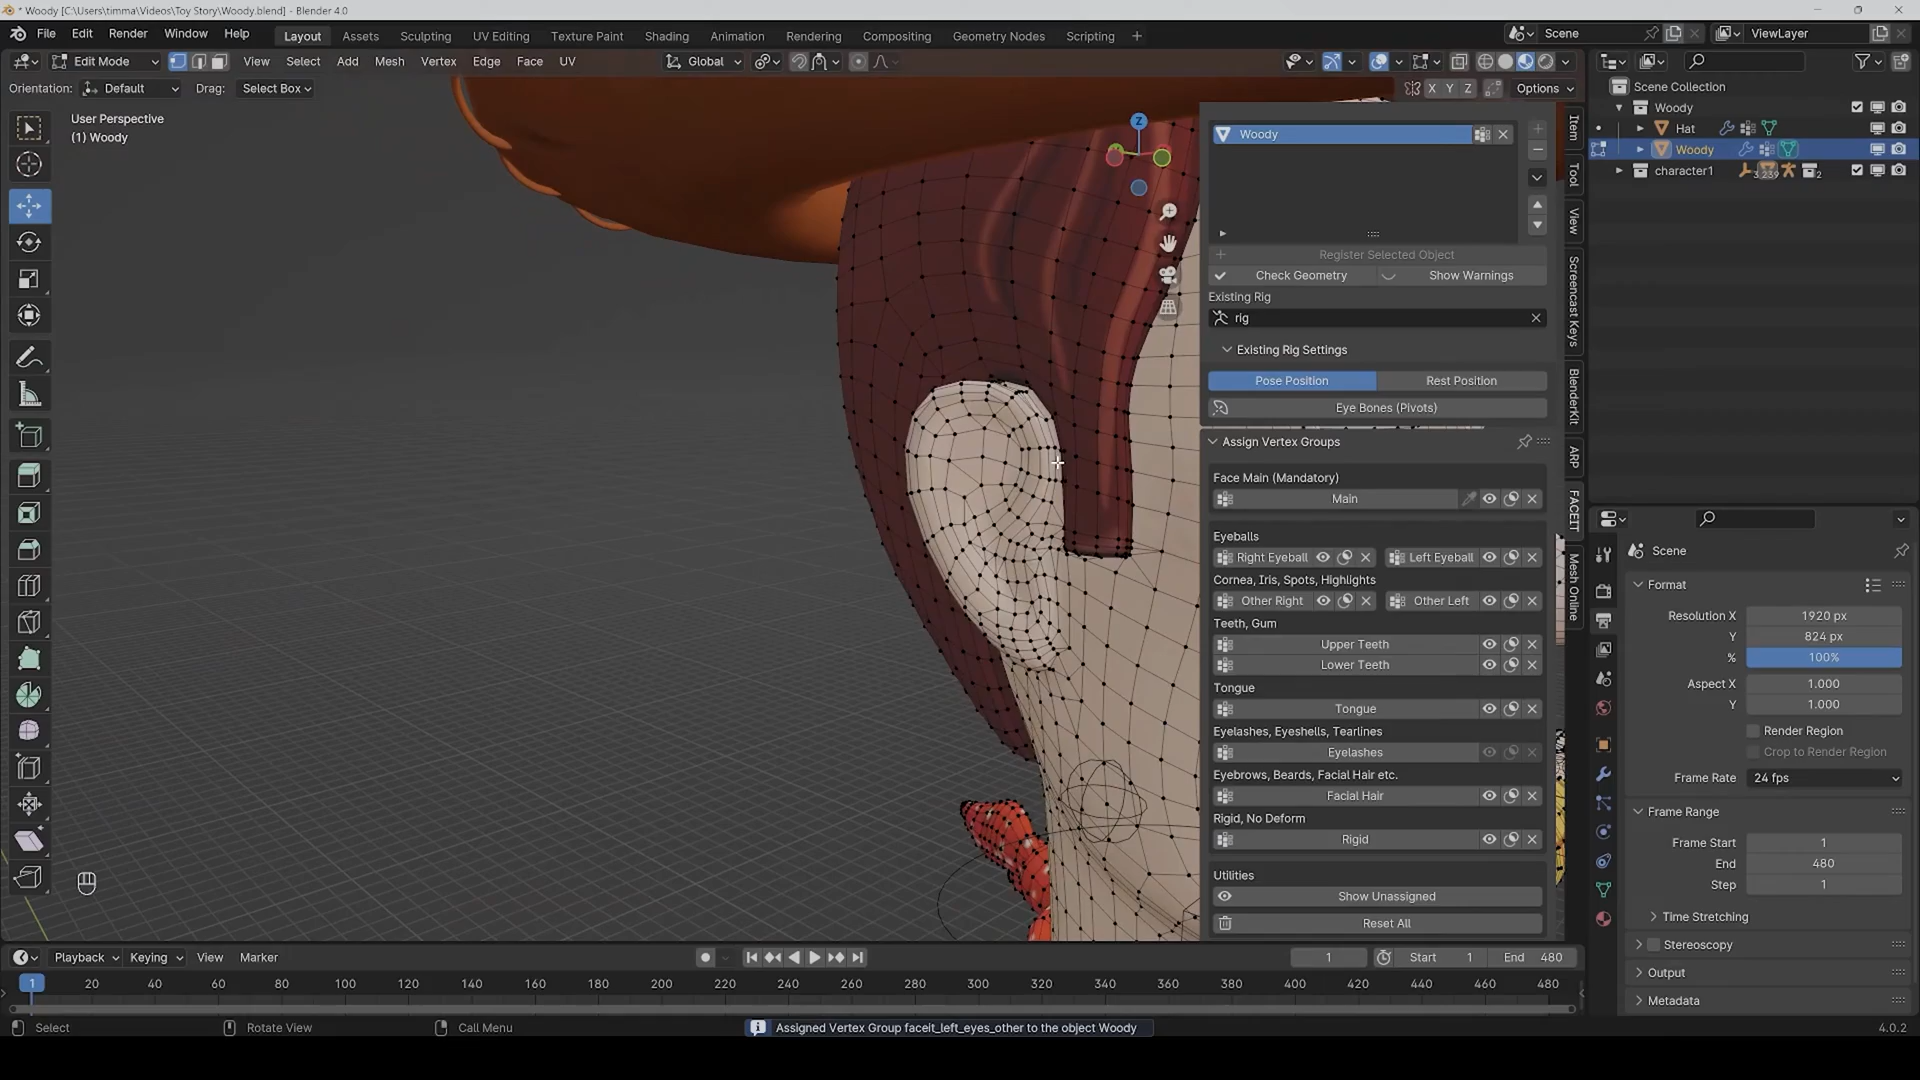 * Woody [C:\Users\timma\Videos\Toy Story\Woody.blend] - Blender 4.0
File Edit Render Window Help Layout Assets Sculpting UV Editing Texture Paint Shading Animation Rendering Compositing Geometry Nodes Scripting + Scene ViewLayer
Edit Mode View Select Add Mesh Vertex Edge Face UV Global
Orientation: Default Drag: Select Box X Y Z Options
User Perspective
(1) Woody
Z
Woody
Register Selected Object
Check Geometry Show Warnings
Existing Rig
rig
Existing Rig Settings
Pose Position Rest Position
Eye Bones (Pivots)
Assign Vertex Groups
Face Main (Mandatory)
Main
Eyeballs
Right Eyeball Left Eyeball
Cornea, Iris, Spots, Highlights
Other Right Other Left
Teeth, Gum
Upper Teeth
Lower Teeth
Tongue
Tongue
Eyelashes, Eyeshells, Tearlines
Eyelashes
Eyebrows, Beards, Facial Hair etc.
Facial Hair
Rigid, No Deform
Rigid
Utilities
Show Unassigned
Reset All
Item
Tool
View
Screencast Keys
BlenderKit
ARP
FACEIT
Mesh Online
Scene Collection
Woody
Hat
Woody
character1 3,239 2
Scene
Format
Resolution X 1920 px
Y 824 px
% 100%
Aspect X 1.000
Y 1.000
Render Region
Crop to Render Region
Frame Rate 24 fps
Frame Range
Frame Start 1
End 480
Step 1
Time Stretching
Stereoscopy
Output
Metadata
Playback Keying View Marker 1 Start 1 End 480
1 20 40 60 80 100 120 140 160 180 200 220 240 260 280 300 320 340 360 380 400 420 440 460 480
Select Rotate View Call Menu Assigned Vertex Group faceit_left_eyes_other to the object Woody 4.0.2